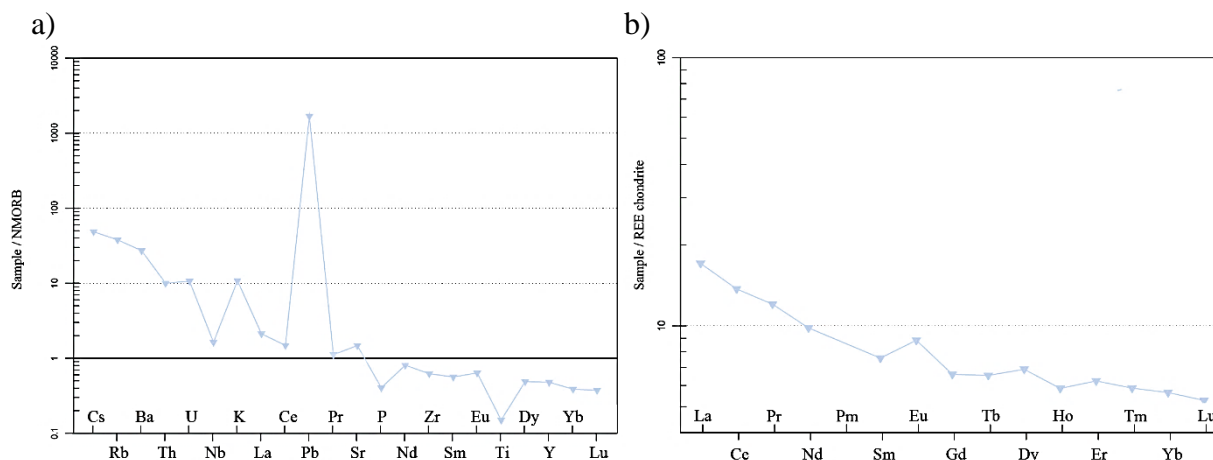 a)
b)
Sample / NMORB
10000
1000
100
10
1
0.1
Cs Ba U K Ce Pr P Zr Eu Dy Yb
Rb Th Nb La Pb Sr Nd Sm Ti Y Lu
Sample / REE chondrite
100
10
La Pr Pm Eu Tb Ho Tm Lu
Ce Nd Sm Gd Dy Er Yb